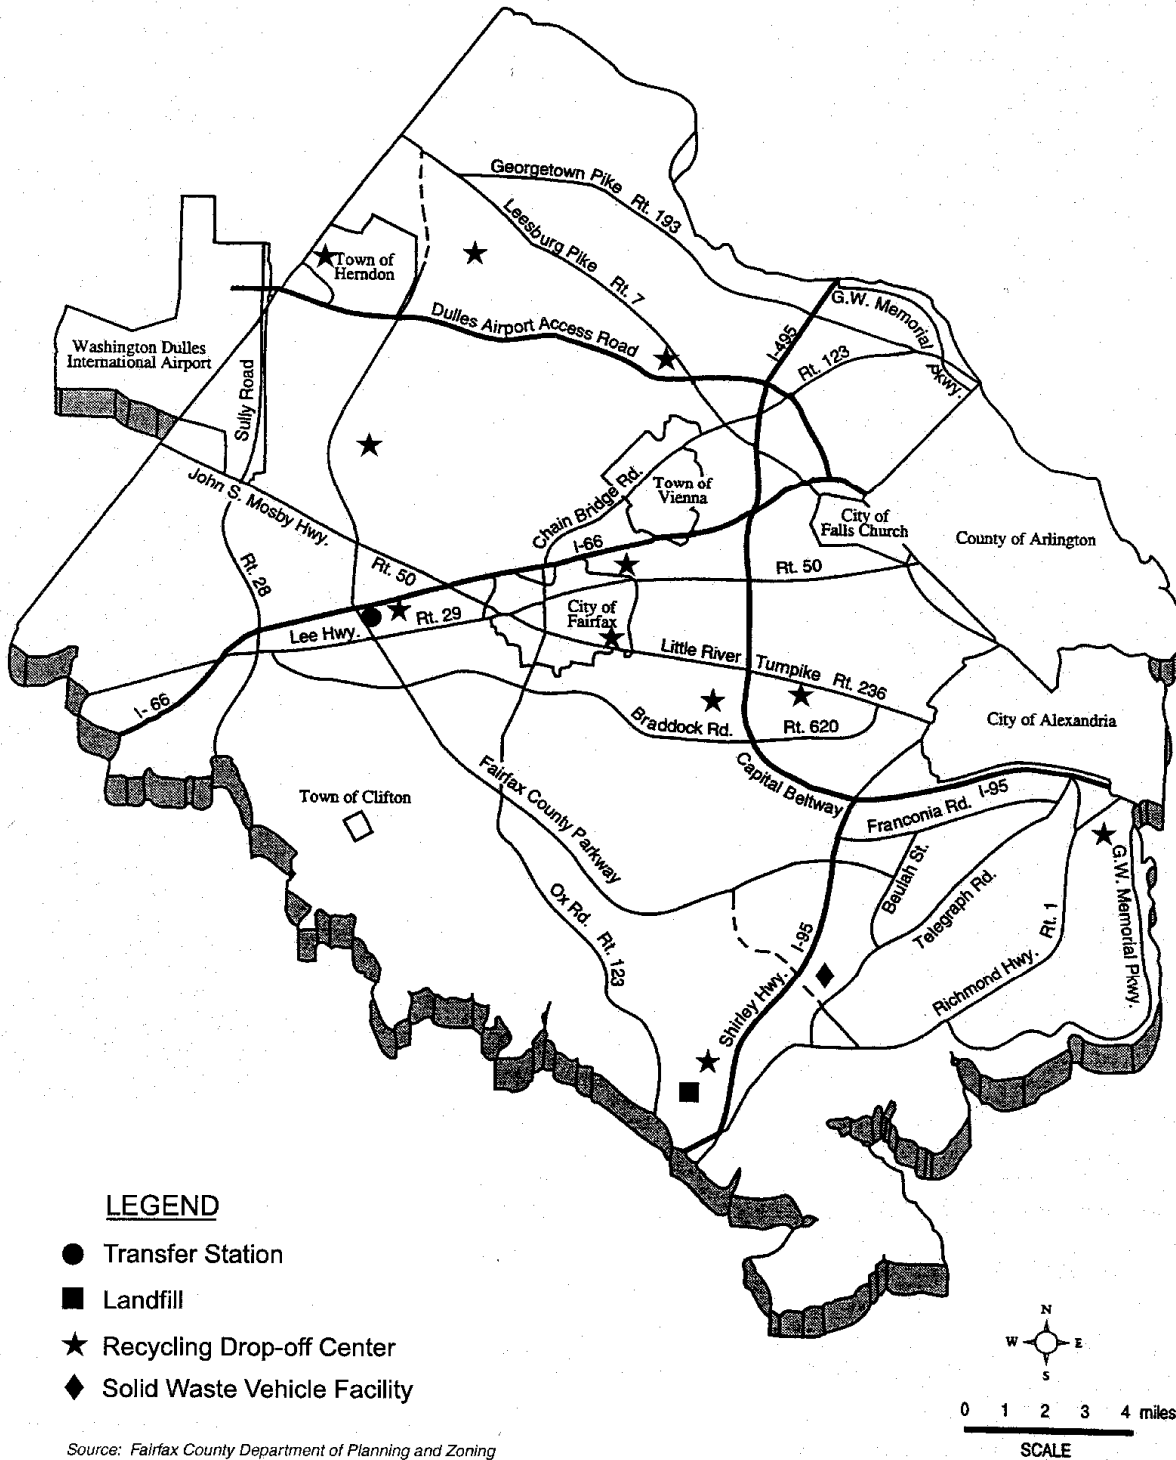 Georgetown Pike Rt. 193
Leesburg Pike Rt. 7
Town of
Herndon
G.W. Memorial Pkwy.
Dulles Airport Access Road
I-495
Rt. 123
Washington Dulles
International Airport
Sully Road
John S. Mosby Hwy.
Rt. 50
Chain Bridge Rd.
Town of
Vienna
City of
Falls Church
County of Arlington
I-66
Rt. 50
Rt. 28
Lee Hwy.
Rt. 29
City of
Fairfax
Little River Turnpike Rt. 236
I-66
Braddock Rd.
Rt. 620
City of Alexandria
Capital Beltway
Town of Clifton
Fairfax County Parkway
Franconia Rd.
I-95
Beulah St.
Telegraph Rd.
G.W. Memorial Pkwy.
Ox Rd. Rt. 123
I-95
Shirley Hwy.
Richmond Hwy.
Rt. 1
LEGEND
Transfer Station
Landfill
Recycling Drop-off Center
Solid Waste Vehicle Facility
N
W
E
S
0 1 2 3 4 miles
SCALE
Source: Fairfax County Department of Planning and Zoning